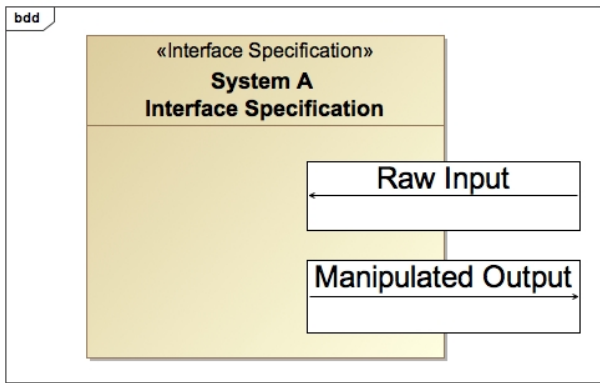 bdd
«Interface Specification»
System A
Interface Specification
Raw Input
Manipulated Output